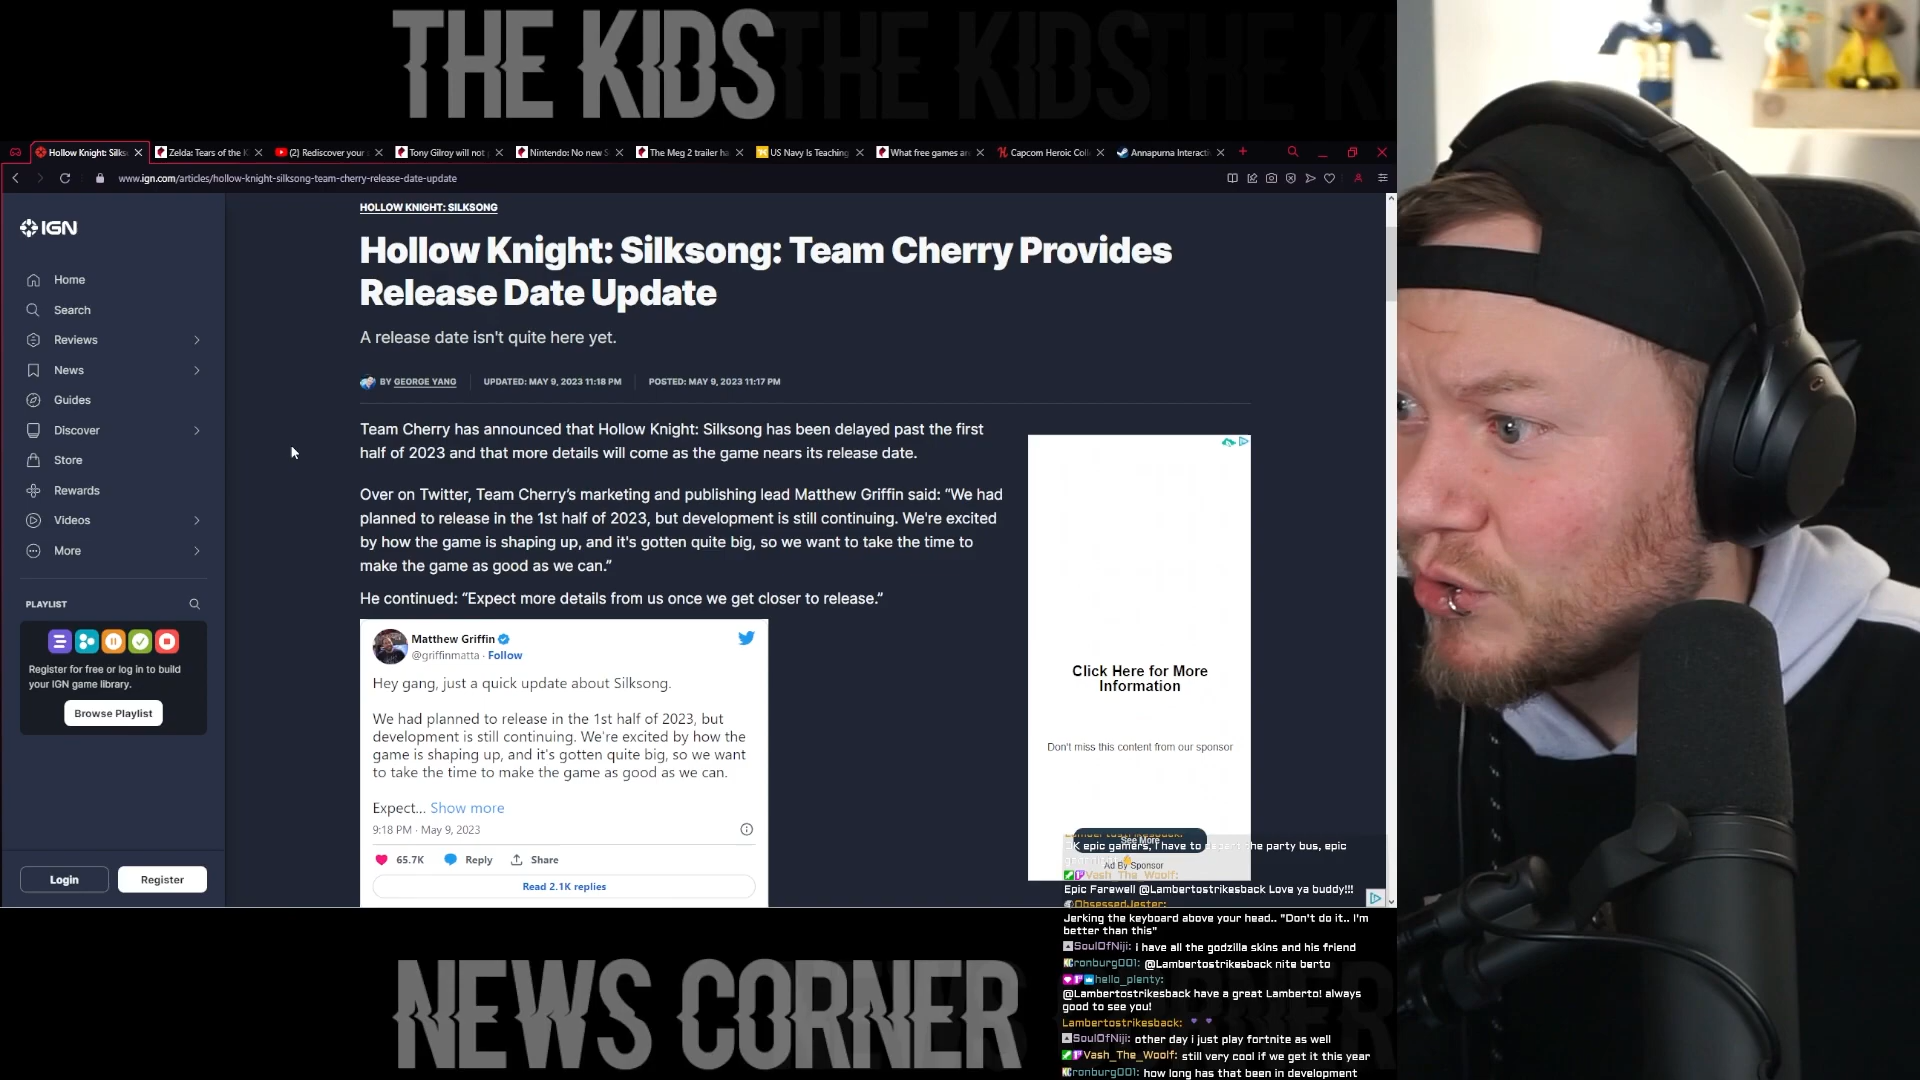 THE KIDS
Hollow Knight: Silks
Zelda: Tears of the K
(2) Rediscover your
Tony Gilroy will not
Nintendo: No new S
The Meg 2 trailer ha
US Navy Is Teaching
What free games are
Capcom Heroic Coll
Annapurna Interacti
www.ign.com/articles/hollow-knight-silksong-team-cherry-release-date-update
IGN
Home
Search
Reviews
News
Guides
Discover
Store
Rewards
Videos
More
PLAYLIST
Register for free or log in to build
your IGN game library.
Browse Playlist
Login
Register
HOLLOW KNIGHT: SILKSONG
Hollow Knight: Silksong: Team Cherry Provides
Release Date Update
A release date isn't quite here yet.
BY GEORGE YANG
UPDATED: MAY 9, 2023 11:18 PM
POSTED: MAY 9, 2023 11:17 PM
Team Cherry has announced that Hollow Knight: Silksong has been delayed past the first
half of 2023 and that more details will come as the game nears its release date.
Over on Twitter, Team Cherry’s marketing and publishing lead Matthew Griffin said: “We had
planned to release in the 1st half of 2023, but development is still continuing. We're excited
by how the game is shaping up, and it's gotten quite big, so we want to take the time to
make the game as good as we can.”
He continued: “Expect more details from us once we get closer to release.”
Matthew Griffin
@griffinmatta · Follow
Hey gang, just a quick update about Silksong.
We had planned to release in the 1st half of 2023, but
development is still continuing. We're excited by how the
game is shaping up, and it's gotten quite big, so we want
to take the time to make the game as good as we can.
Expect... Show more
9:18 PM · May 9, 2023
65.7K
Reply
Share
Read 2.1K replies
Click Here for More
Information
Don't miss this content from our sponsor
See More
Ad By Sponsor
Lambertostrikesback:
OK epic gamers, I have to depart the party bus, epic
Vash_The_Woolf:
Epic Farewell @Lambertostrikesback Love ya buddy!!!
ObsessedJester:
Jerking the keyboard above your head.. "Don't do it.. I'm
better than this"
SoulOfNiji: i have all the godzilla skins and his friend
Cronburg001: @Lambertostrikesback nite berto
hello_plenty:
@Lambertostrikesback have a great Lamberto! always
good to see you!
Lambertostrikesback:
SoulOfNiji: other day i just play fortnite as well
Vash_The_Woolf: still very cool if we get it this year
Cronburg001: how long has that been in development
NEWS CORNER